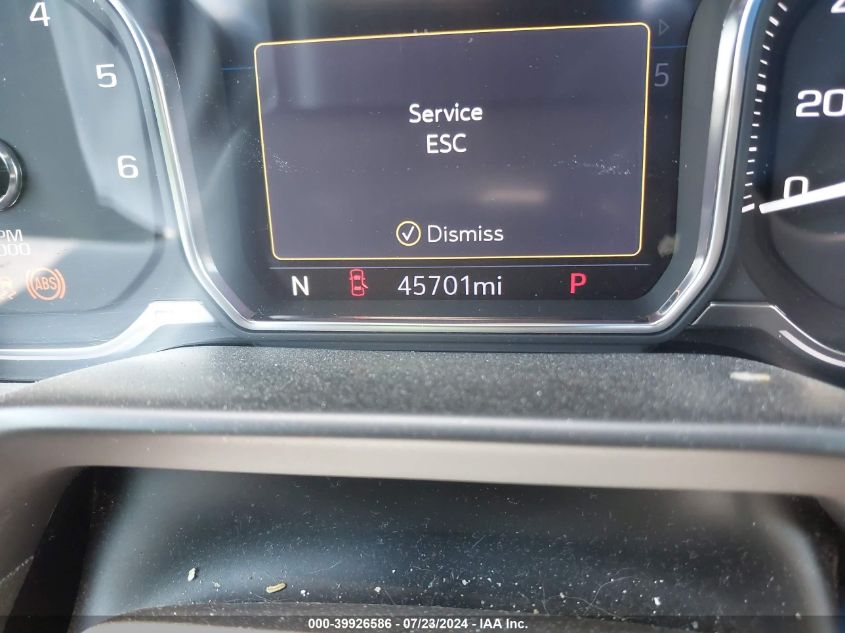 4
5
5
Service
20
ESC
6
0
Dismiss
ABS
N
45701mi
P
000-39926586 - 07/23/2024 - IAA Inc.